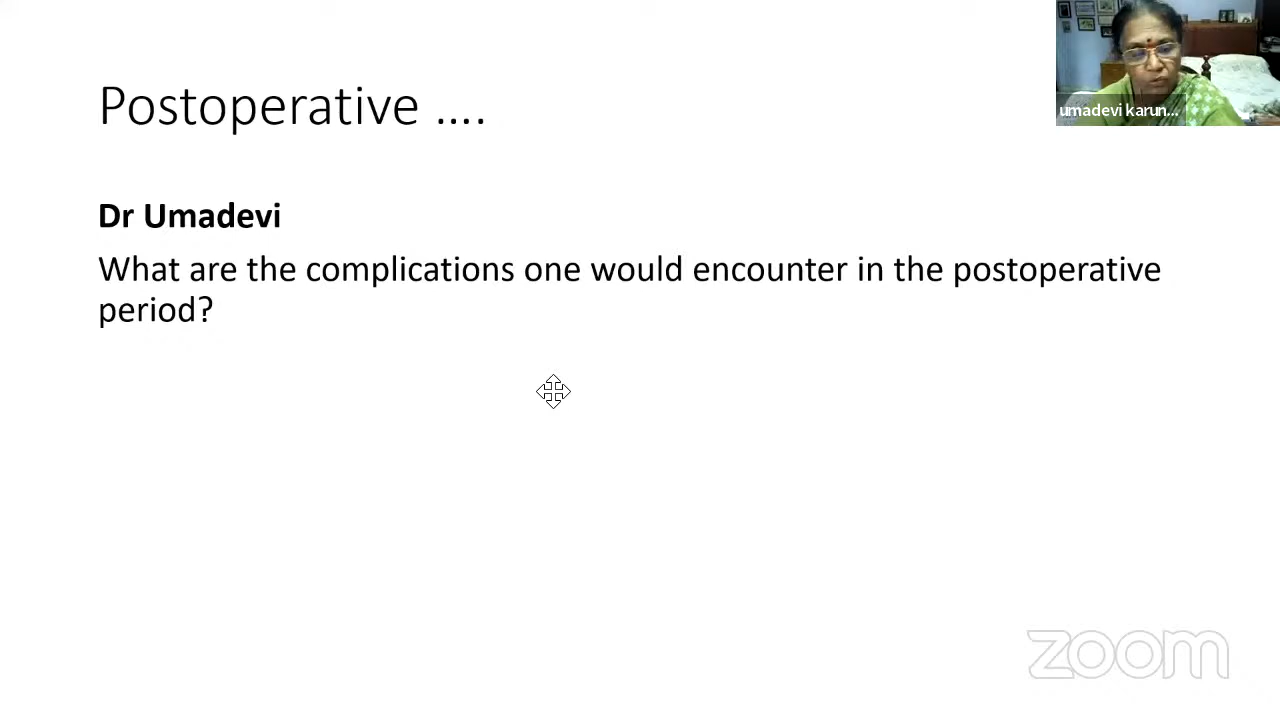 Postoperative ....
umadevi karun...
Dr Umadevi
What are the complications one would encounter in the postoperative
period?
zoom